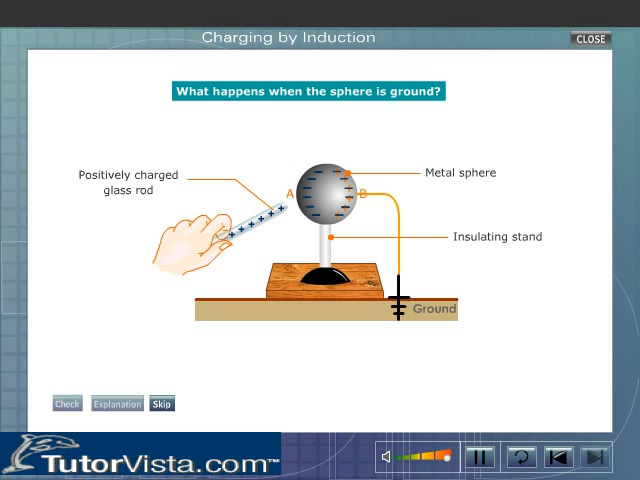 Charging by Induction
CLOSE
What happens when the sphere is ground?
Positively charged
glass rod
Metal sphere
A
B
Insulating stand
Ground
Check
Explanation
Skip
TutorVista.com™